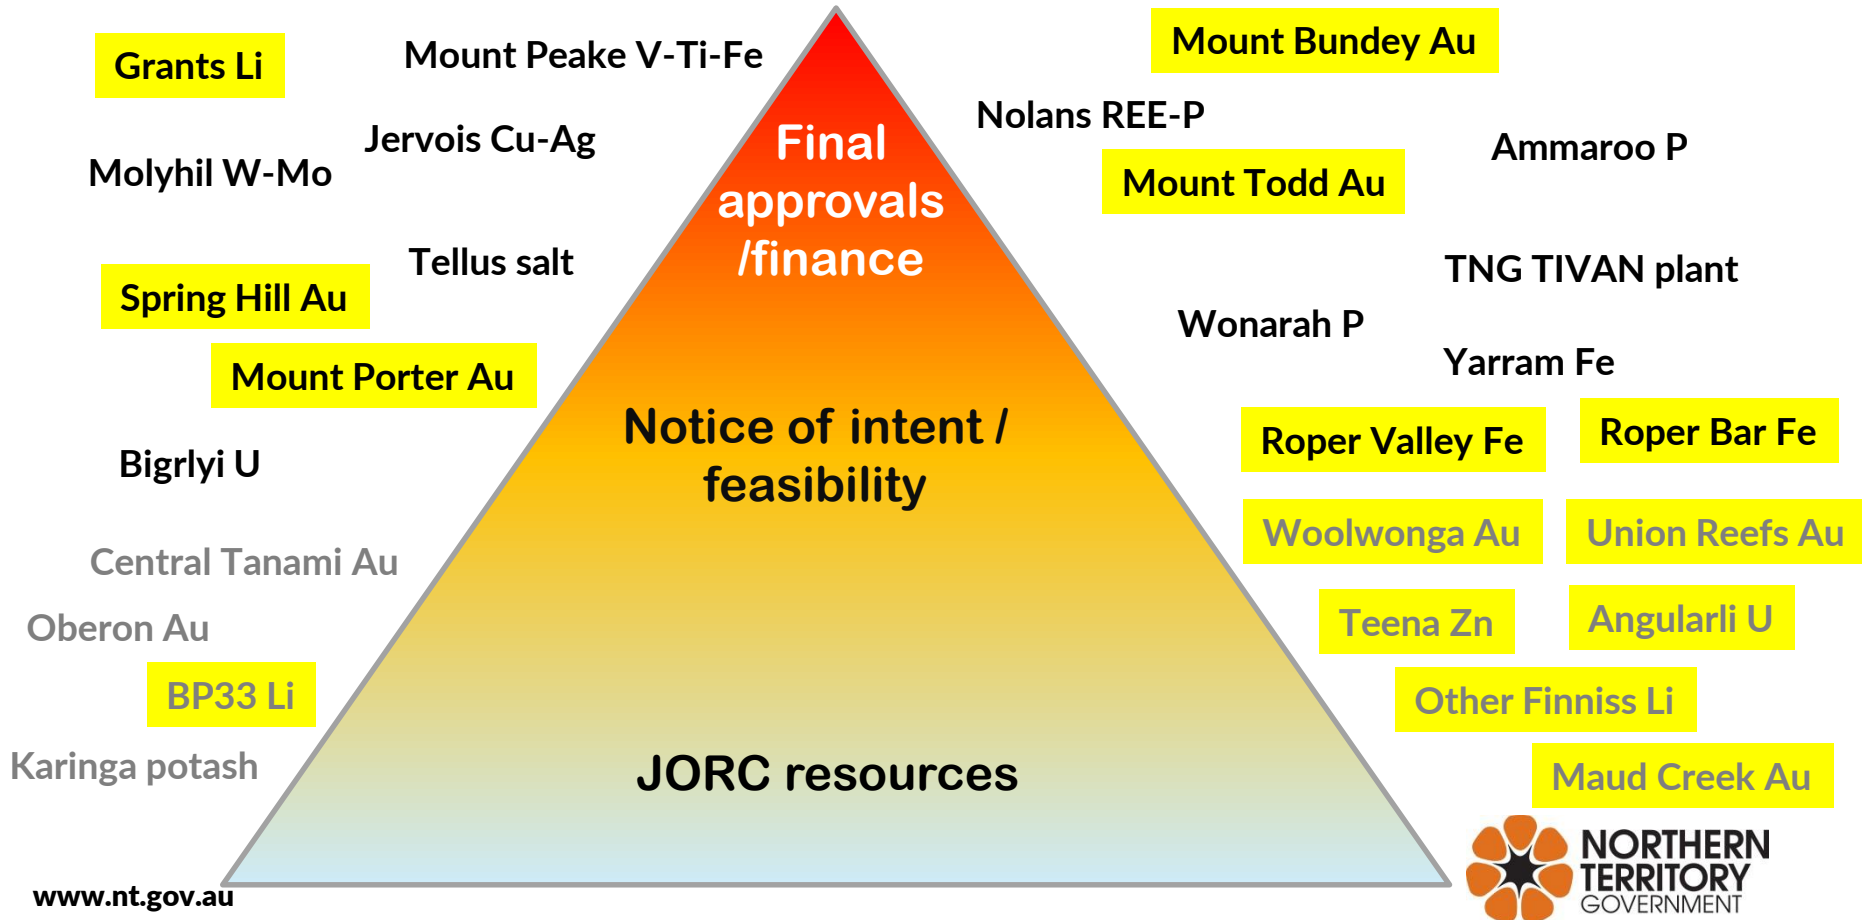 Grants Li
Mount Peake V-Ti-Fe
Jervois Cu-Ag
Molyhil W-Mo
Tellus salt
Spring Hill Au
Mount Porter Au
Bigrlyi U
Central Tanami Au
Oberon Au
BP33 Li
Karinga potash
Final
approvals
/finance
Notice of intent /
feasibility
JORC resources
Mount Bundey Au
Nolans REE-P
Ammaroo P
Mount Todd Au
TNG TIVAN plant
Wonarah P
Yarram Fe
Roper Valley Fe
Roper Bar Fe
Woolwonga Au
Union Reefs Au
Teena Zn
Angularli U
Other Finniss Li
Maud Creek Au
www.nt.gov.au
NORTHERN
TERRITORY
GOVERNMENT